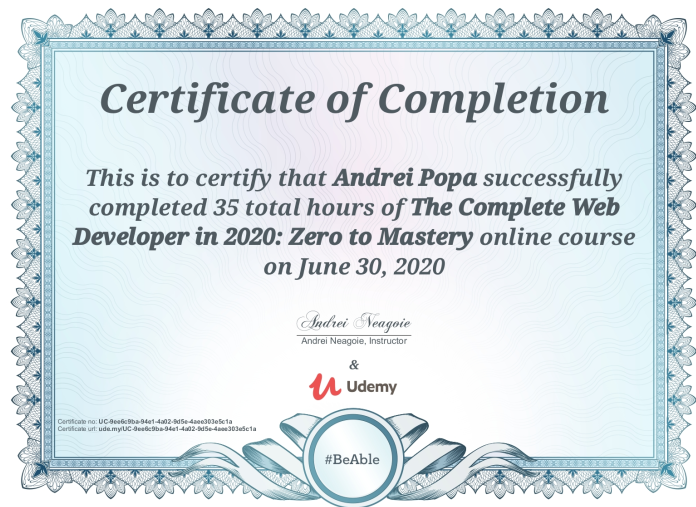 Certificate of Completion
This is to certify that Andrei Popa successfully
completed 35 total hours of The Complete Web
Developer in 2020: Zero to Mastery online course
on June 30, 2020
Andrei Neagoie
Andrei Neagoie, Instructor
&
Udemy
Certificate no: UC-9ee6c9ba-94e1-4a02-9d5e-4aee303e5c1a
Certificate url: ude.my/UC-9ee6c9ba-94e1-4a02-9d5e-4aee303e5c1a
#BeAble